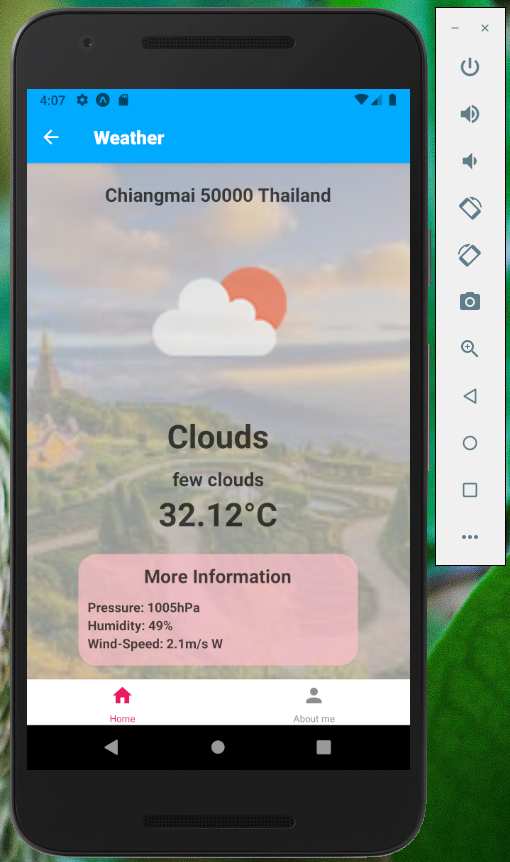 4:07
Weather
Chiangmai 50000 Thailand
Clouds
few clouds
32.12°C
More Information
Pressure: 1005hPa
Humidity: 49%
Wind-Speed: 2.1m/s W
Home
About me